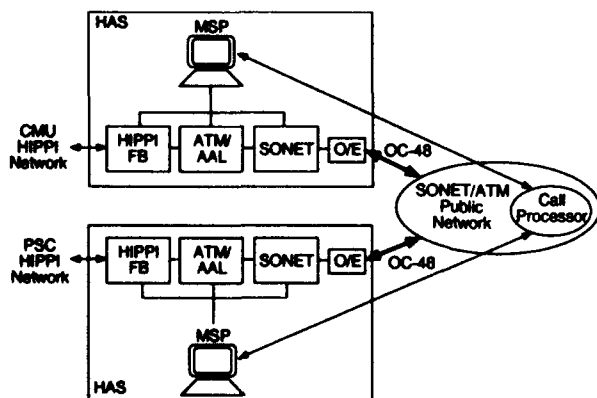 HAS
MSP
CMU
HIPPI
Network
HIPPI
FB
ATM/
AAL
SONET
O/E
OC-48
SONET/ATM
Public
Network
Call
Processor
PSC
HIPPI
Network
HIPPI
FB
ATM/
AAL
SONET
O/E
OC-48
MSP
HAS